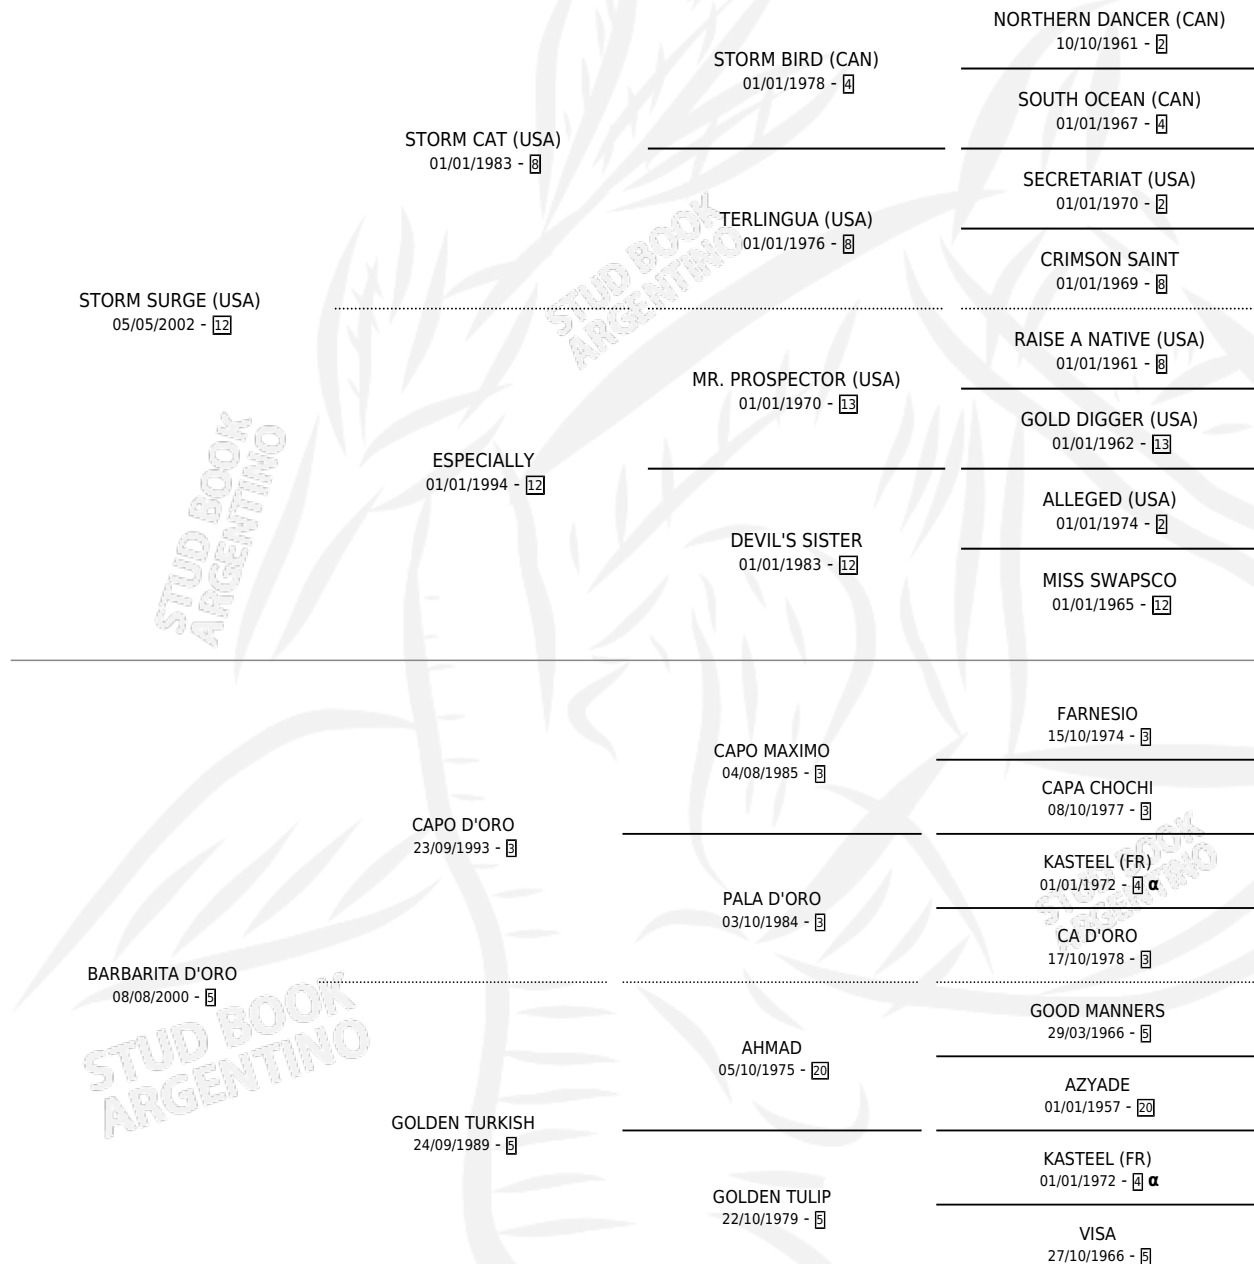 NORTHERN DANCER (CAN)
10/10/1961 - 2
STORM BIRD (CAN)
01/01/1978 - 4
SOUTH OCEAN (CAN)
01/01/1967 - 4
STORM CAT (USA)
01/01/1983 - 8
SECRETARIAT (USA)
01/01/1970 - 2
TERLINGUA (USA)
01/01/1976 - 8
CRIMSON SAINT
01/01/1969 - 8
STORM SURGE (USA)
05/05/2002 - 12
RAISE A NATIVE (USA)
01/01/1961 - 8
MR. PROSPECTOR (USA)
01/01/1970 - 13
GOLD DIGGER (USA)
01/01/1962 - 13
ESPECIALLY
01/01/1994 - 12
ALLEGED (USA)
01/01/1974 - 2
DEVIL'S SISTER
01/01/1983 - 12
MISS SWAPSCO
01/01/1965 - 12
FARNESIO
15/10/1974 - 3
CAPO MAXIMO
04/08/1985 - 3
CAPA CHOCHI
08/10/1977 - 3
CAPO D'ORO
23/09/1993 - 3
KASTEEL (FR)
01/01/1972 - 4 α
PALA D'ORO
03/10/1984 - 3
CA D'ORO
17/10/1978 - 3
BARBARITA D'ORO
08/08/2000 - 5
GOOD MANNERS
29/03/1966 - 5
AHMAD
05/10/1975 - 20
AZYADE
01/01/1957 - 20
GOLDEN TURKISH
24/09/1989 - 5
KASTEEL (FR)
01/01/1972 - 4 α
GOLDEN TULIP
22/10/1979 - 5
VISA
27/10/1966 - 5
STUD BOOK
ARGENTINO
STUD BOOK
ARGENTINO
STUD BOOK
ARGENTINO
STUD BOOK
ARGENTINO